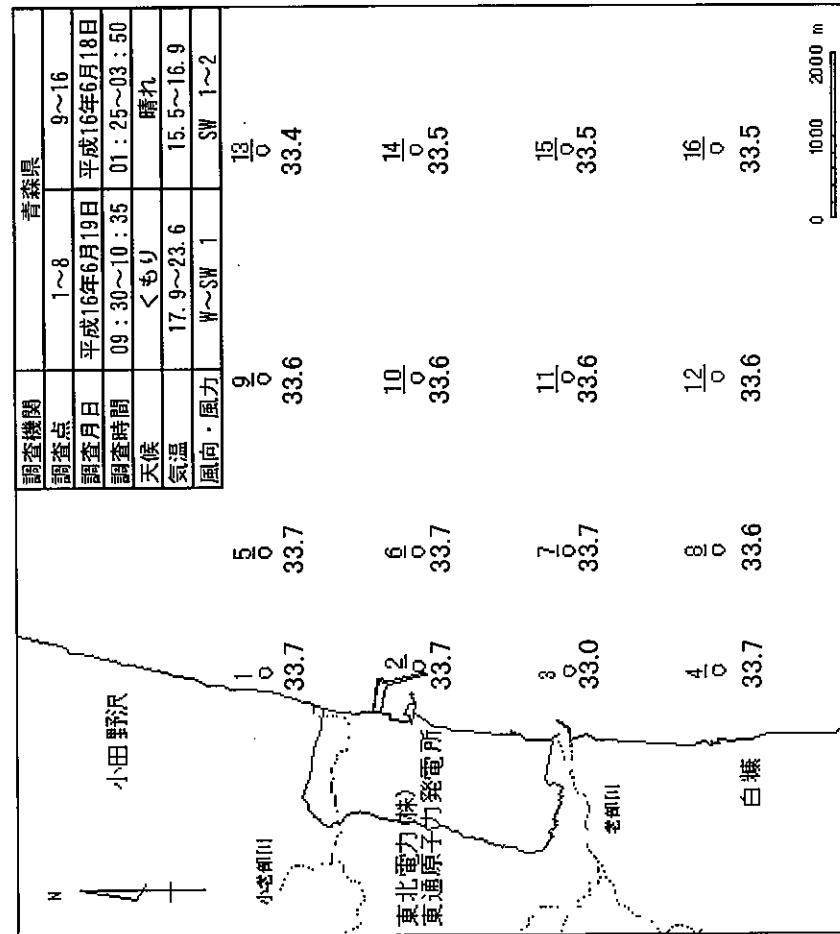 調査機関 青森県
調査点 1～8 9～16
調査月日 平成16年6月19日 平成16年6月18日
調査時間 09：30～10：35 01：25～03：50
天候 くもり 晴れ
気温 17.9～23.6 15.5～16.9
風向・風力 W～SW 1 SW 1～2
N
小田野沢
小老部川
東北電力(株)
東通原子力発電所
老部川
白糠
1
33.7
5
33.7
9
33.6
13
33.4
2
33.7
6
33.7
10
33.6
14
33.5
3
33.0
7
33.7
11
33.6
15
33.5
4
33.7
8
33.6
12
33.6
16
33.5
0 1000 2000 m